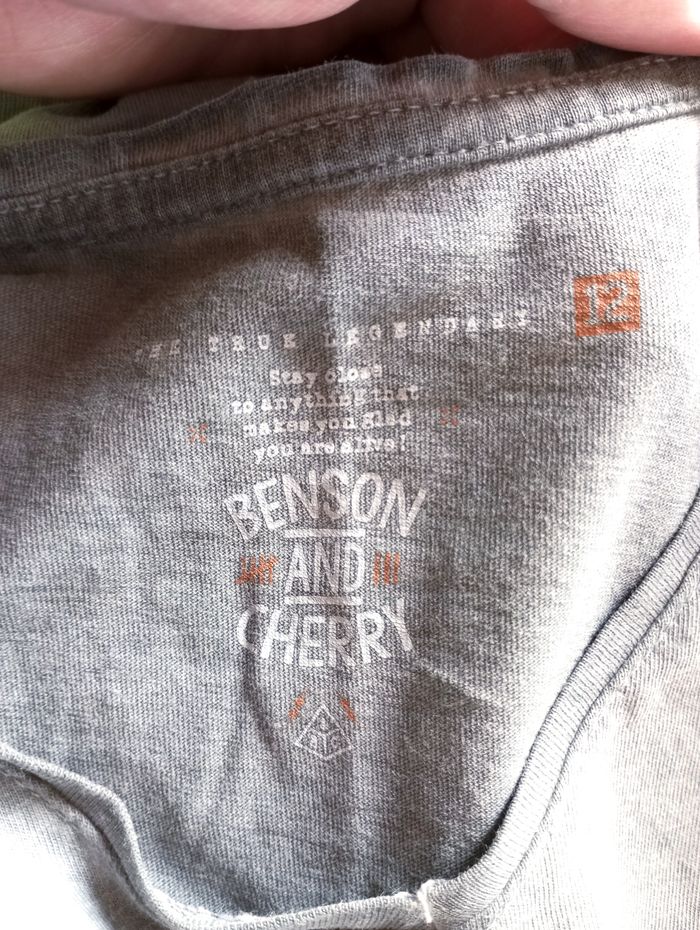 12
THE TRUE LEGENDARY
Stay close
to anything that
makes you glad
you are alive!
BENSON
AND
CHERRY